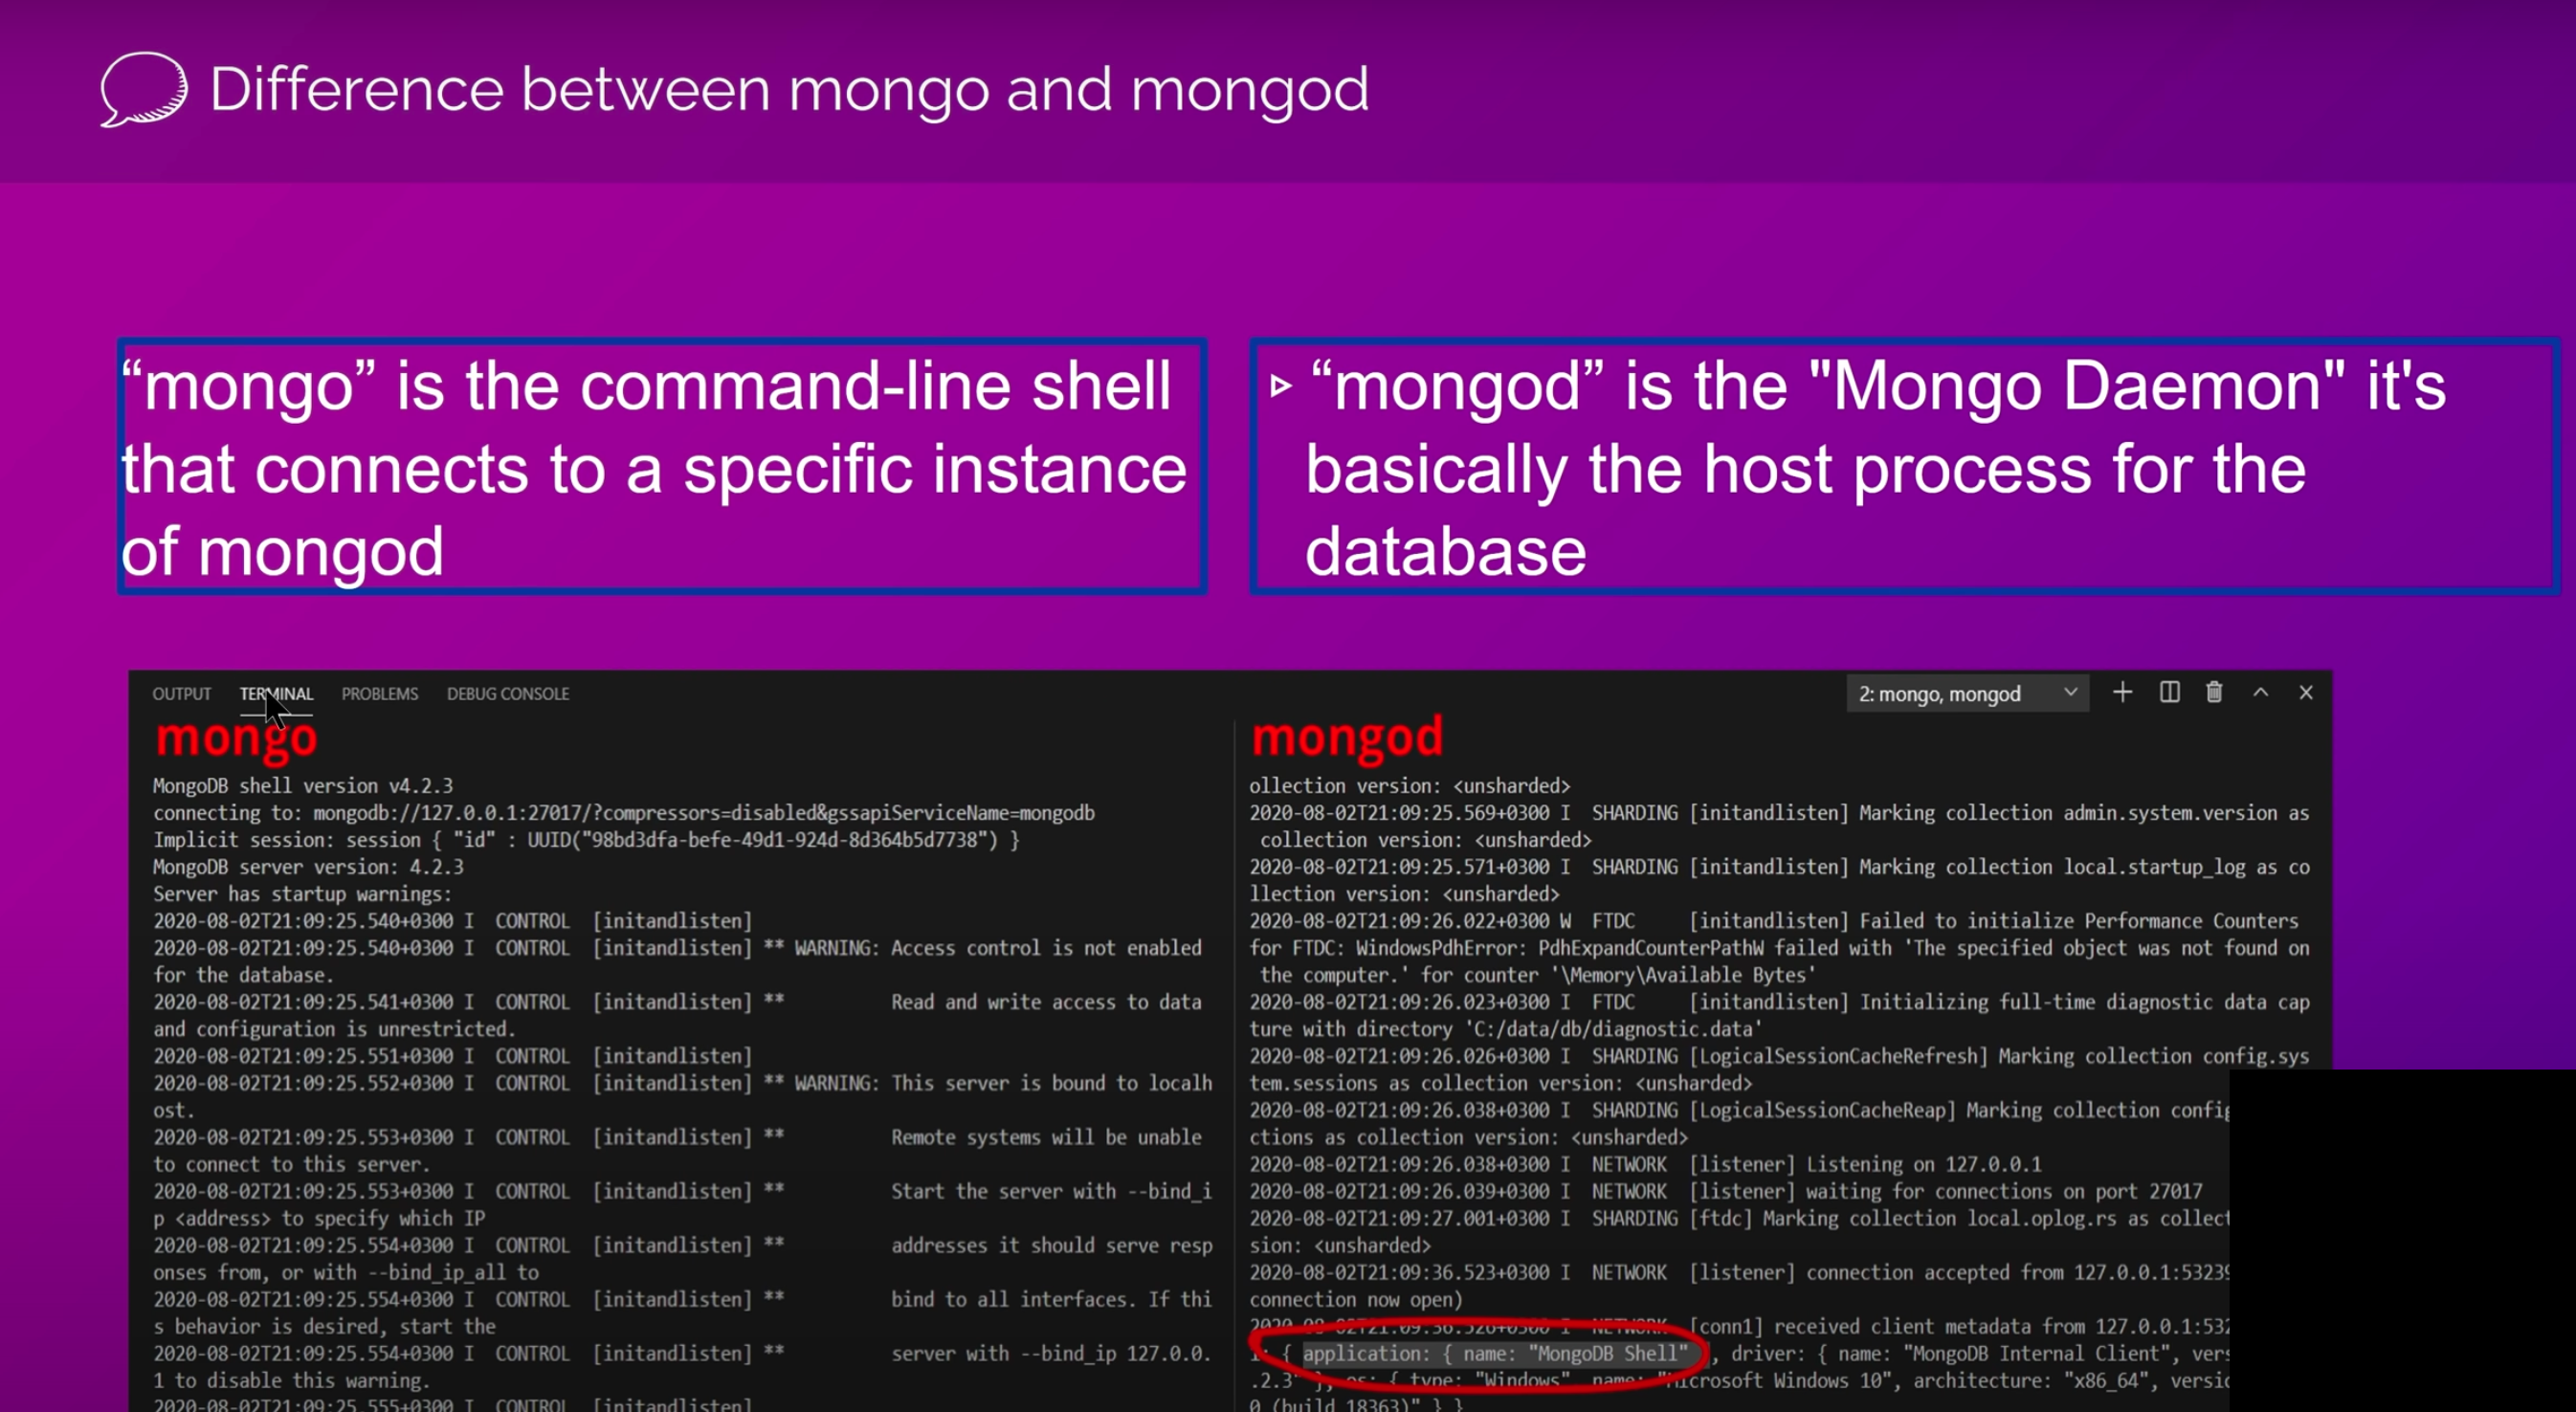 Difference between mongo and mongod
“mongo” is the command-line shell
that connects to a specific instance
of mongod
“mongod” is the "Mongo Daemon" it's
basically the host process for the
database
OUTPUT TERMINAL PROBLEMS DEBUG CONSOLE
2: mongo, mongod
mongo
MongoDB shell version v4.2.3
connecting to: mongodb://127.0.0.1:27017/?compressors=disabled&gssapiServiceName=mongodb
Implicit session: session { "id" : UUID("98bd3dfa-befe-49d1-924d-8d364b5d7738") }
MongoDB server version: 4.2.3
Server has startup warnings:
2020-08-02T21:09:25.540+0300 I  CONTROL  [initandlisten]
2020-08-02T21:09:25.540+0300 I  CONTROL  [initandlisten] ** WARNING: Access control is not enabled
for the database.
2020-08-02T21:09:25.541+0300 I  CONTROL  [initandlisten] **          Read and write access to data
and configuration is unrestricted.
2020-08-02T21:09:25.551+0300 I  CONTROL  [initandlisten]
2020-08-02T21:09:25.552+0300 I  CONTROL  [initandlisten] ** WARNING: This server is bound to localh
ost.
2020-08-02T21:09:25.553+0300 I  CONTROL  [initandlisten] **          Remote systems will be unable
to connect to this server.
2020-08-02T21:09:25.553+0300 I  CONTROL  [initandlisten] **          Start the server with --bind_i
p <address> to specify which IP
2020-08-02T21:09:25.554+0300 I  CONTROL  [initandlisten] **          addresses it should serve resp
onses from, or with --bind_ip_all to
2020-08-02T21:09:25.554+0300 I  CONTROL  [initandlisten] **          bind to all interfaces. If thi
s behavior is desired, start the
2020-08-02T21:09:25.554+0300 I  CONTROL  [initandlisten] **          server with --bind_ip 127.0.0.
1 to disable this warning.
2020-08-02T21:09:25.555+0300 I  CONTROL  [initandlisten]
mongod
ollection version: <unsharded>
2020-08-02T21:09:25.569+0300 I  SHARDING [initandlisten] Marking collection admin.system.version as
collection version: <unsharded>
2020-08-02T21:09:25.571+0300 I  SHARDING [initandlisten] Marking collection local.startup_log as co
llection version: <unsharded>
2020-08-02T21:09:26.022+0300 W  FTDC     [initandlisten] Failed to initialize Performance Counters
for FTDC: WindowsPdhError: PdhExpandCounterPathW failed with 'The specified object was not found on
the computer.' for counter '\Memory\Available Bytes'
2020-08-02T21:09:26.023+0300 I  FTDC     [initandlisten] Initializing full-time diagnostic data cap
ture with directory 'C:/data/db/diagnostic.data'
2020-08-02T21:09:26.026+0300 I  SHARDING [LogicalSessionCacheRefresh] Marking collection config.sys
tem.sessions as collection version: <unsharded>
2020-08-02T21:09:26.038+0300 I  SHARDING [LogicalSessionCacheReap] Marking collection config
ctions as collection version: <unsharded>
2020-08-02T21:09:26.038+0300 I  NETWORK  [listener] Listening on 127.0.0.1
2020-08-02T21:09:26.039+0300 I  NETWORK  [listener] waiting for connections on port 27017
2020-08-02T21:09:27.001+0300 I  SHARDING [ftdc] Marking collection local.oplog.rs as collect
sion: <unsharded>
2020-08-02T21:09:36.523+0300 I  NETWORK  [listener] connection accepted from 127.0.0.1:53239
connection now open)
2020-08-02T21:09:36.526+0300 I  NETWORK  [conn1] received client metadata from 127.0.0.1:532
{ application: { name: "MongoDB Shell" , driver: { name: "MongoDB Internal Client", vers
.2.3" }, os: { type: "Windows", name: "Microsoft Windows 10", architecture: "x86_64", versio
0 (build 18363)" } }